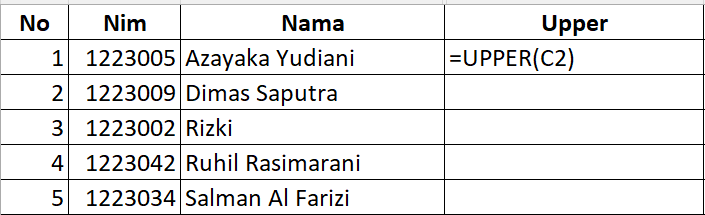 No Nim Nama Upper
1 1223005 Azayaka Yudiani =UPPER(C2)
2 1223009 Dimas Saputra
3 1223002 Rizki
4 1223042 Ruhil Rasimarani
5 1223034 Salman Al Farizi